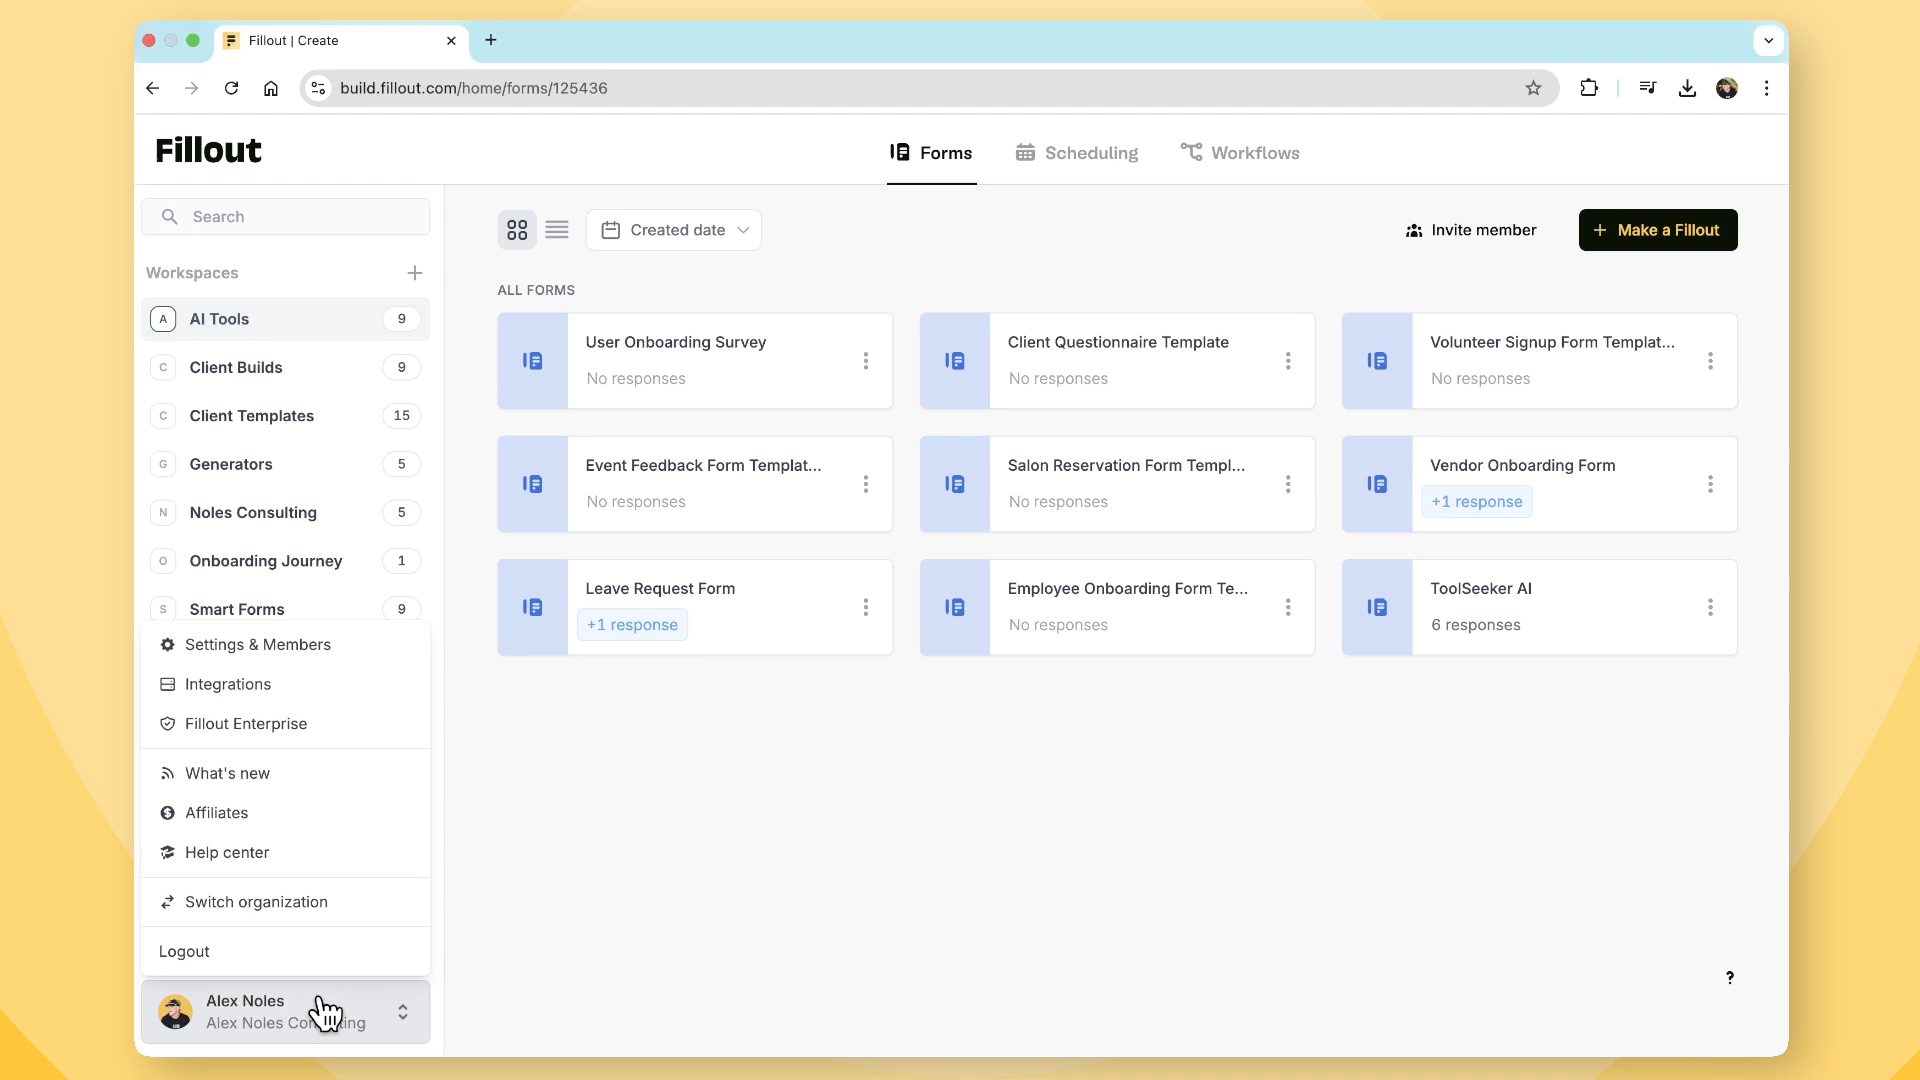 Fillout | Create
build.fillout.com/home/forms/125436
Fillout
Forms
Scheduling
Workflows
Search
Created date
Invite member
+ Make a Fillout
Workspaces
A AI Tools 9
C Client Builds 9
C Client Templates 15
G Generators 5
N Noles Consulting 5
O Onboarding Journey 1
S Smart Forms 9
Settings & Members
Integrations
Fillout Enterprise
What's new
Affiliates
Help center
Switch organization
Logout
Alex Noles
Alex Noles
ALL FORMS
User Onboarding Survey
No responses
Client Questionnaire Template
No responses
Volunteer Signup Form Templat...
No responses
Event Feedback Form Templat...
No responses
Salon Reservation Form Templ...
No responses
Vendor Onboarding Form
+1 response
Leave Request Form
+1 response
Employee Onboarding Form Te...
No responses
ToolSeeker AI
6 responses
?